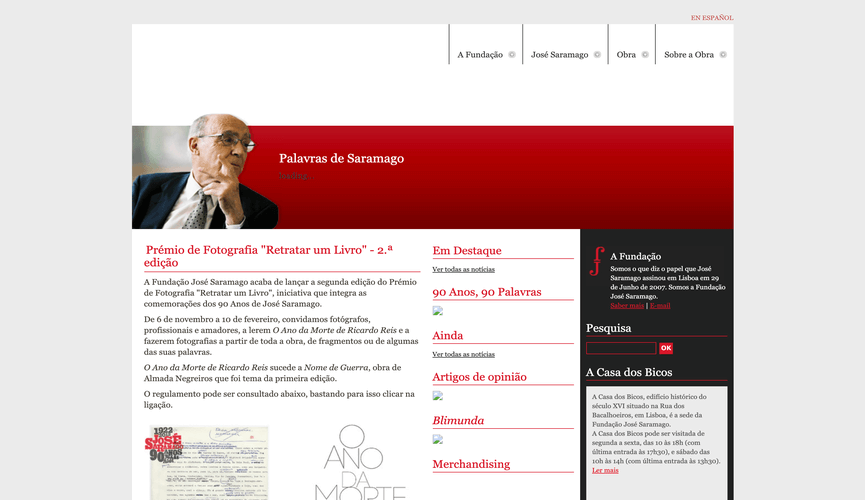 EN ESPAÑOL
A Fundação
José Saramago
Obra
Sobre a Obra
Palavras de Saramago
Prémio de Fotografia "Retratar um Livro" - 2.ª
edição
A Fundação José Saramago acaba de lançar a segunda edição do Prémio
de Fotografia "Retratar um Livro", iniciativa que integra as
comemorações dos 90 Anos de José Saramago.
De 6 de novembro a 10 de fevereiro, convidamos fotógrafos,
profissionais e amadores, a lerem O Ano da Morte de Ricardo Reis e a
fazerem fotografias a partir de toda a obra, de fragmentos ou de algumas
das suas palavras.
O Ano da Morte de Ricardo Reis sucede a Nome de Guerra, obra de
Almada Negreiros que foi tema da primeira edição.
O regulamento pode ser consultado abaixo, bastando para isso clicar na
ligação.
1922
JOSÉ
SARAMAGO
90 ANOS
O
ANO
DA
MORTE
Em Destaque
Ver todas as notícias
90 Anos, 90 Palavras
Ainda
Ver todas as notícias
Artigos de opinião
Blimunda
Merchandising
A Fundação
Somos o que diz o papel que José
Saramago assinou em Lisboa em 29
de Junho de 2007. Somos a Fundação
José Saramago.
Saber mais | E-mail
Pesquisa
OK
A Casa dos Bicos
A Casa dos Bicos, edifício histórico do
século XVI situado na Rua dos
Bacalhoeiros, em Lisboa, é a sede da
Fundação José Saramago.
A Casa dos Bicos pode ser visitada de
segunda a sexta, das 10 às 18h (com
última entrada às 17h30), e sábado das
10h às 14h (com última entrada às 13h30).
Ler mais